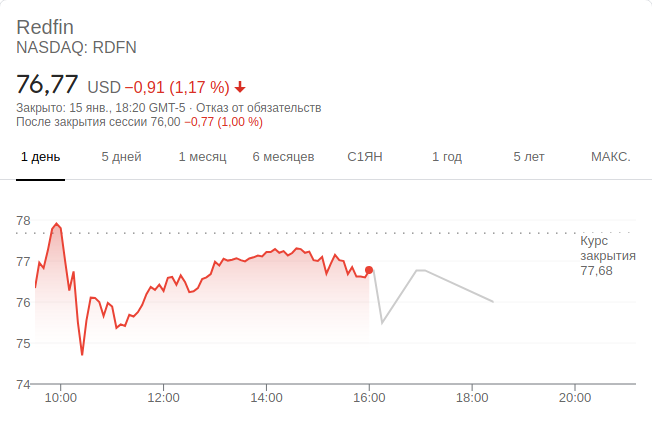 Redfin
NASDAQ: RDFN
76,77 USD −0,91 (1,17 %)
Закрыто: 15 янв., 18:20 GMT-5 · Отказ от обязательств
После закрытия сессии 76,00 −0,77 (1,00 %)
1 день 5 дней 1 месяц 6 месяцев С1ЯН 1 год 5 лет МАКС.
78
Курс
закрытия
77,68
77
76
75
74
10:00 12:00 14:00 16:00 18:00 20:00